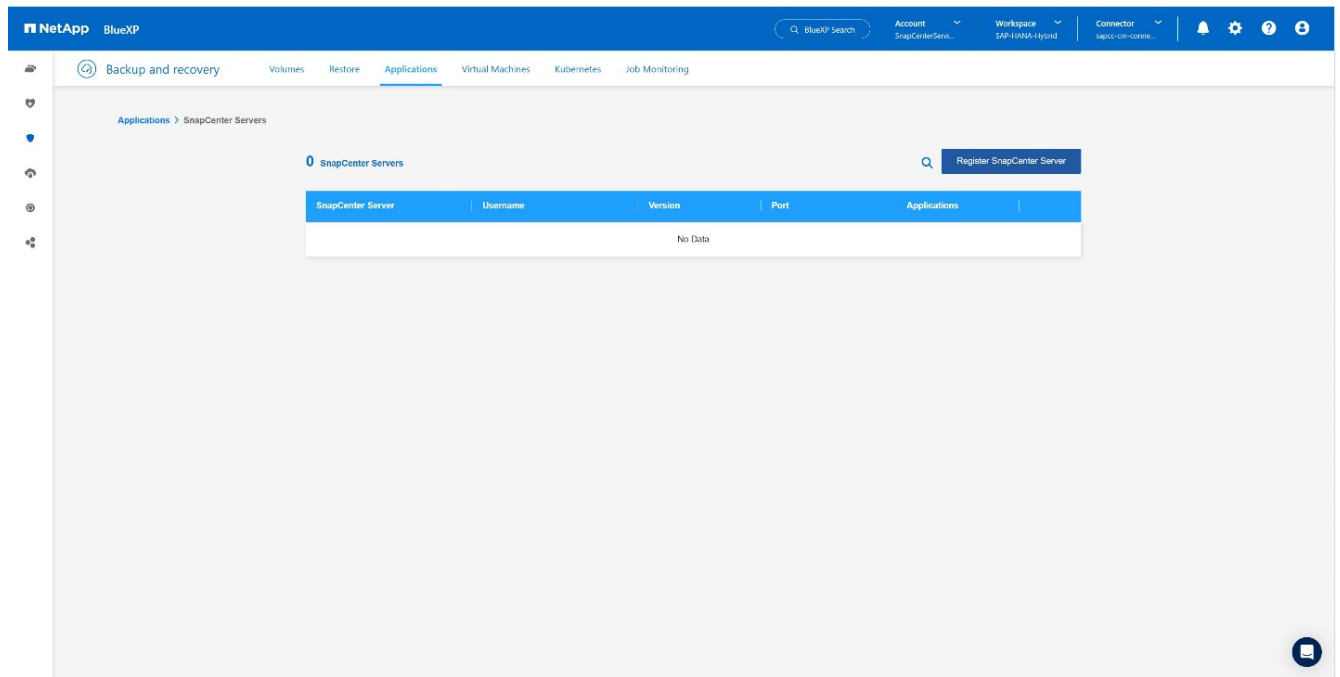 NetApp BlueXP
BlueXP Search
Account
SnapCenterServi...
Workspace
SAP-HANA-Hybrid
Connector
sapcc-cm-conne...
Backup and recovery Volumes Restore Applications Virtual Machines Kubernetes Job Monitoring
Applications > SnapCenter Servers
0 SnapCenter Servers
Register SnapCenter Server
SnapCenter Server Username Version Port Applications
No Data